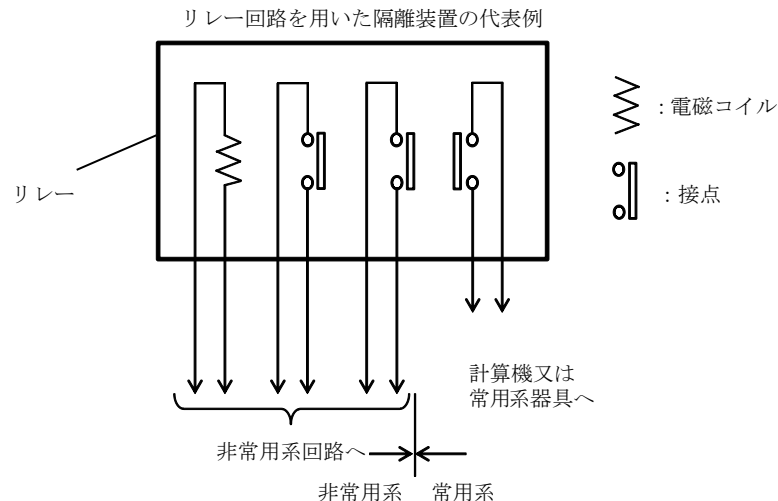 リレー回路を用いた隔離装置の代表例
:電磁コイル
リレー
:接点
計算機又は
常用系器具へ
非常用系回路へ
非常用系 常用系